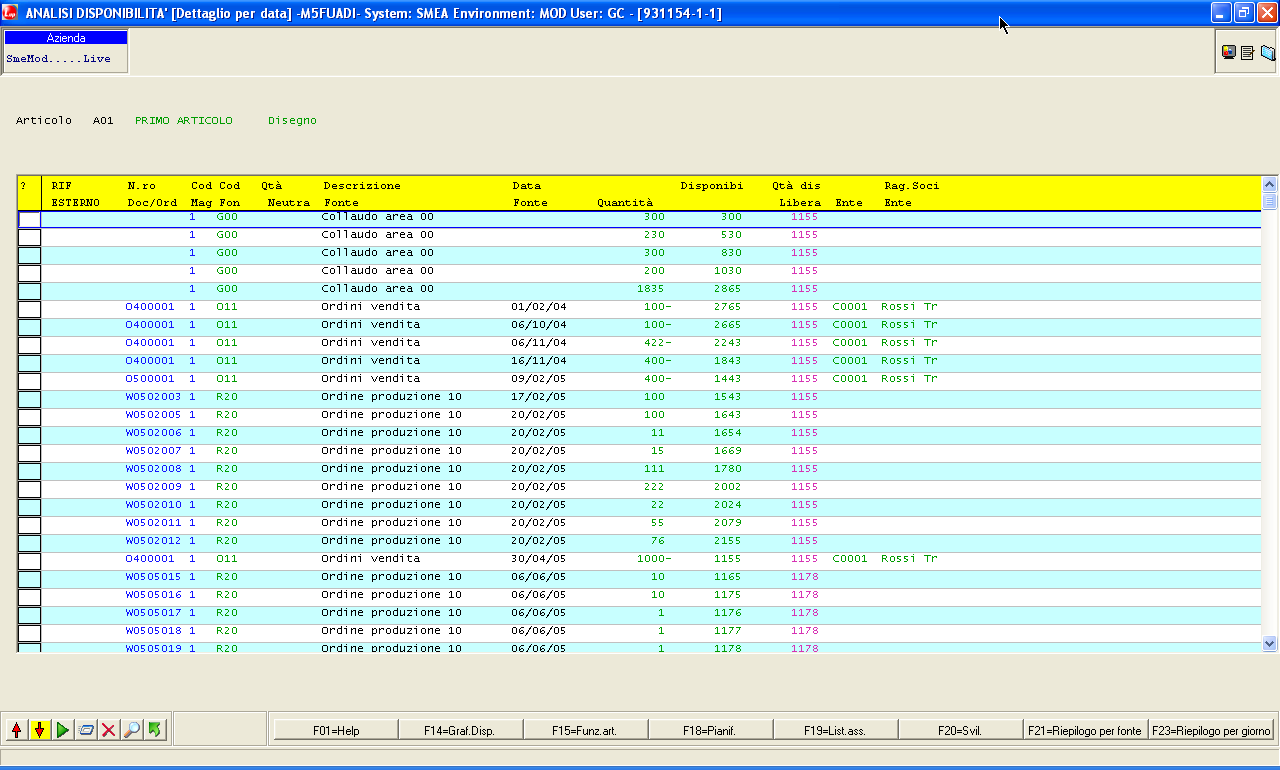 ANALISI DISPONIBILITA' [Dettaglio per data] -M5FUADI- System: SMEA Environment: MOD User: GC - [931154-1-1]
Azienda
SmeMod.....Live
Articolo A01 PRIMO ARTICOLO Disegno
? RIF N.ro Cod Cod Qtà Descrizione Data Disponibi Qtà dis Rag.Soci
ESTERNO Doc/Ord Mag Fon Neutra Fonte Fonte Quantità Libera Ente Ente
1 G00 Collaudo area 00 300 300 1155
1 G00 Collaudo area 00 230 530 1155
1 G00 Collaudo area 00 300 830 1155
1 G00 Collaudo area 00 200 1030 1155
1 G00 Collaudo area 00 1835 2865 1155
O400001 1 O11 Ordini vendita 01/02/04 100- 2765 1155 C0001 Rossi Tr
O400001 1 O11 Ordini vendita 06/10/04 100- 2665 1155 C0001 Rossi Tr
O400001 1 O11 Ordini vendita 06/11/04 422- 2243 1155 C0001 Rossi Tr
O400001 1 O11 Ordini vendita 16/11/04 400- 1843 1155 C0001 Rossi Tr
O500001 1 O11 Ordini vendita 09/02/05 400- 1443 1155 C0001 Rossi Tr
W0502003 1 R20 Ordine produzione 10 17/02/05 100 1543 1155
W0502005 1 R20 Ordine produzione 10 20/02/05 100 1643 1155
W0502006 1 R20 Ordine produzione 10 20/02/05 11 1654 1155
W0502007 1 R20 Ordine produzione 10 20/02/05 15 1669 1155
W0502008 1 R20 Ordine produzione 10 20/02/05 111 1780 1155
W0502009 1 R20 Ordine produzione 10 20/02/05 222 2002 1155
W0502010 1 R20 Ordine produzione 10 20/02/05 22 2024 1155
W0502011 1 R20 Ordine produzione 10 20/02/05 55 2079 1155
W0502012 1 R20 Ordine produzione 10 20/02/05 76 2155 1155
O400001 1 O11 Ordini vendita 30/04/05 1000- 1155 1155 C0001 Rossi Tr
W0505015 1 R20 Ordine produzione 10 06/06/05 10 1165 1178
W0505016 1 R20 Ordine produzione 10 06/06/05 10 1175 1178
W0505017 1 R20 Ordine produzione 10 06/06/05 1 1176 1178
W0505018 1 R20 Ordine produzione 10 06/06/05 1 1177 1178
W0505019 1 R20 Ordine produzione 10 06/06/05 1 1178 1178
F01=Help F14=Graf.Disp. F15=Funz.art. F18=Pianif. F19=List.ass. F20=Svil. F21=Riepilogo per fonte F23=Riepilogo per giorno